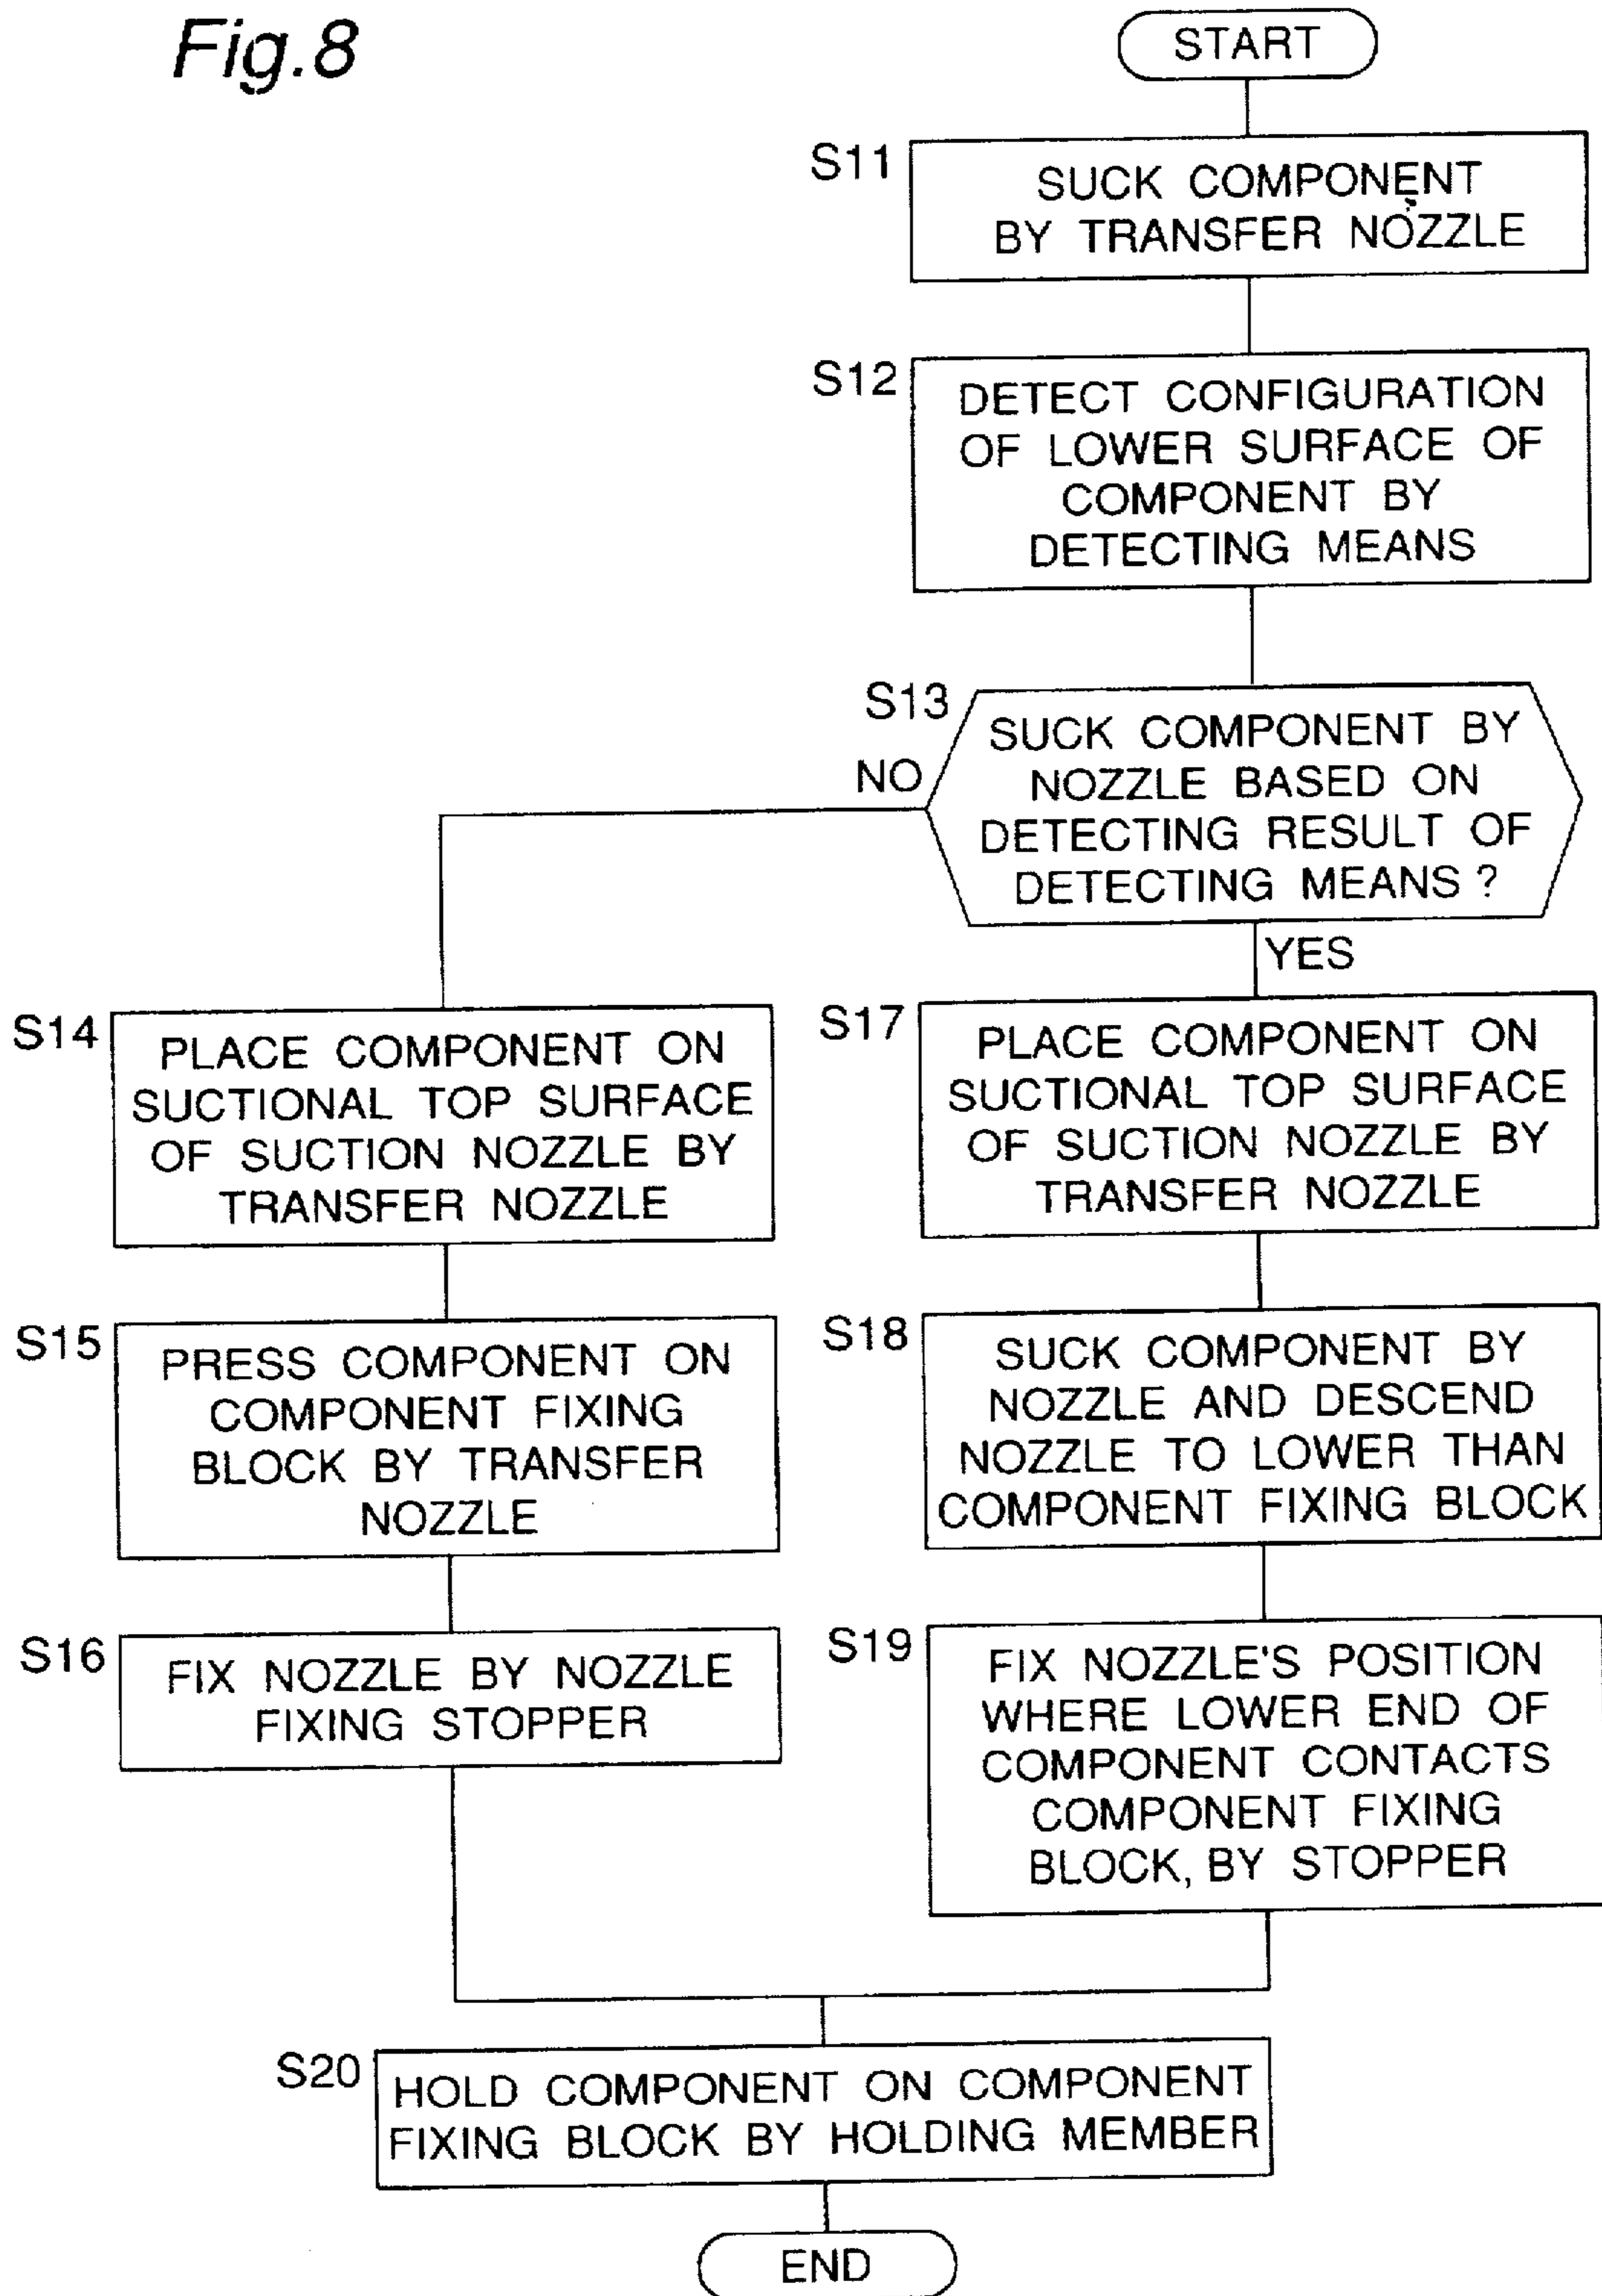 Fig.8
START
S11
SUCK COMPONENT
BY TRANSFER NOZZLE
S12
DETECT CONFIGURATION
OF LOWER SURFACE OF
COMPONENT BY
DETECTING MEANS
S13
SUCK COMPONENT BY
NOZZLE BASED ON
DETECTING RESULT OF
DETECTING MEANS ?
NO
YES
S14
PLACE COMPONENT ON
SUCTIONAL TOP SURFACE
OF SUCTION NOZZLE BY
TRANSFER NOZZLE
S15
PRESS COMPONENT ON
COMPONENT FIXING
BLOCK BY TRANSFER
NOZZLE
S16
FIX NOZZLE BY NOZZLE
FIXING STOPPER
S17
PLACE COMPONENT ON
SUCTIONAL TOP SURFACE
OF SUCTION NOZZLE BY
TRANSFER NOZZLE
S18
SUCK COMPONENT BY
NOZZLE AND DESCEND
NOZZLE TO LOWER THAN
COMPONENT FIXING BLOCK
S19
FIX NOZZLE'S POSITION
WHERE LOWER END OF
COMPONENT CONTACTS
COMPONENT FIXING
BLOCK, BY STOPPER
S20
HOLD COMPONENT ON COMPONENT
FIXING BLOCK BY HOLDING MEMBER
END